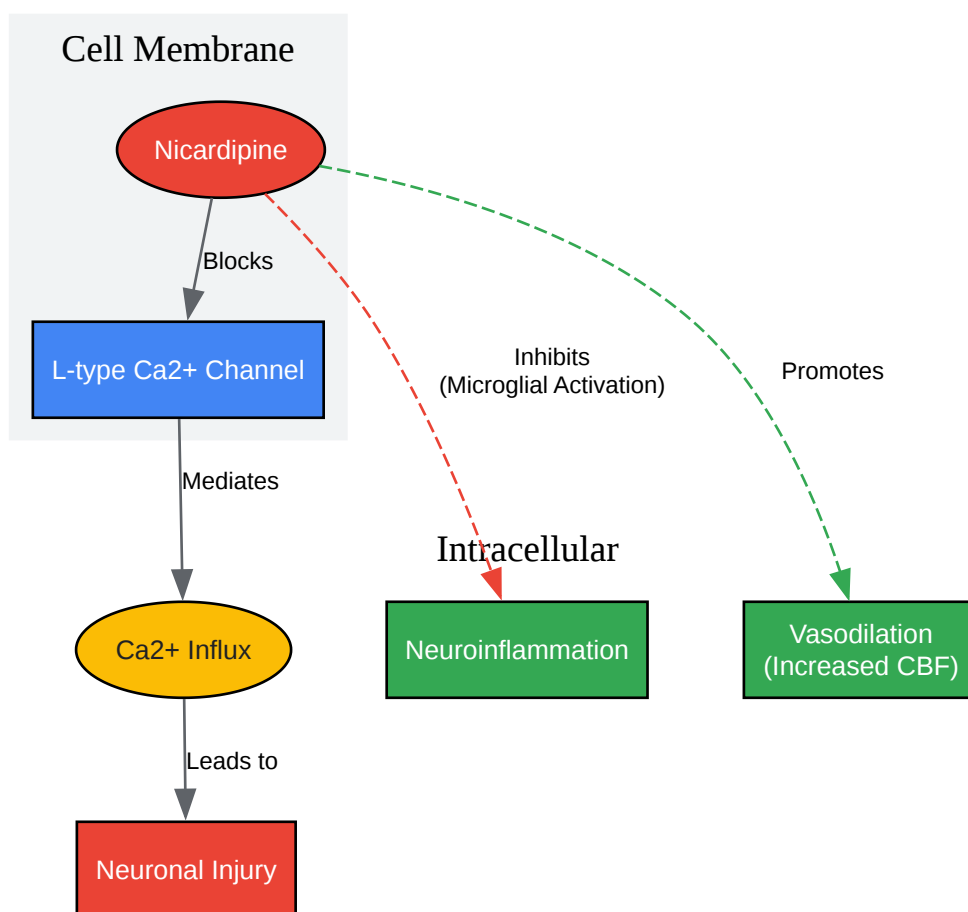 Cell Membrane
Nicardipine
Blocks
L-type Ca2+ Channel
Inhibits
(Microglial Activation)
Promotes
Mediates
Intracellular
Ca2+ Influx
Neuroinflammation
Vasodilation
(Increased CBF)
Leads to
Neuronal Injury